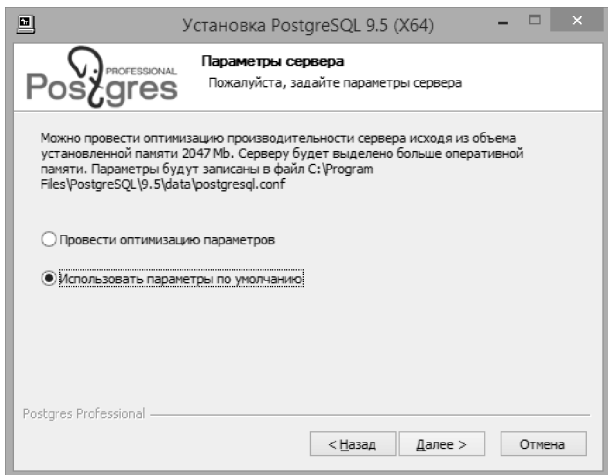 Установка PostgreSQL 9.5 (X64)
PROFESSIONAL
Postgres
Параметры сервера
Пожалуйста, задайте параметры сервера
Можно провести оптимизацию производительности сервера исходя из объема
установленной памяти 2047 Mb. Серверу будет выделено больше оперативной
памяти. Параметры будут записаны в файл C:\Program
Files\PostgreSQL\9.5\data\postgresql.conf
Провести оптимизацию параметров
Использовать параметры по умолчанию
Postgres Professional
< Назад Далее > Отмена